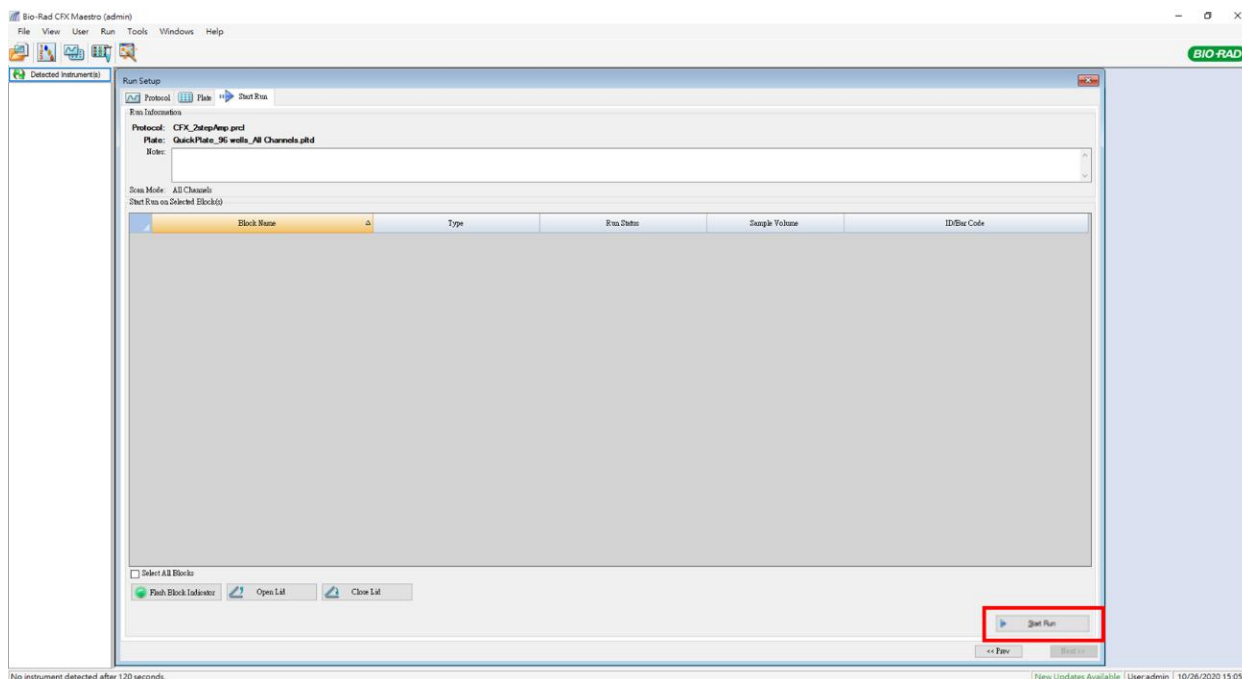 Bio-Rad CFX Maestro (admin)
File View User Run Tools Windows Help
BIO-RAD
Detected Instrument(s)
Run Setup
Protocol Plate Start Run
Run Information
Protocol: CFX_2stepAmp.prcl
Plate: QuickPlate_96 wells_All Channels.pltd
Notes:
Scan Mode: All Channels
Start Run on Selected Block(s)
Block Name Type Run Status Sample Volume ID/Bar Code
Select All Blocks
Flash Block Indicator Open Lid Close Lid
Start Run
<< Prev Next >>
No instrument detected after 120 seconds. New Updates Available User:admin 10/26/2020 15:05